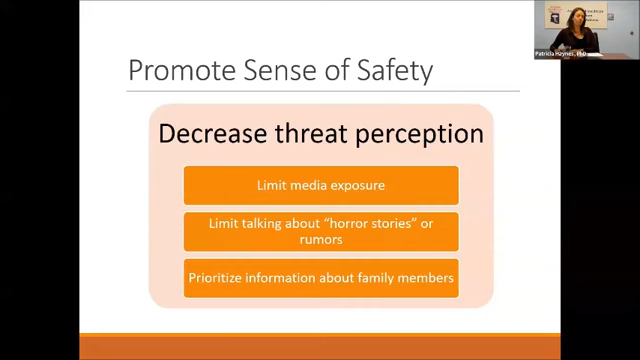 Promote Sense of Safety
Patricia Haynes, PhD
Decrease threat perception
Limit media exposure
Limit talking about “horror stories” or
rumors
Prioritize information about family members